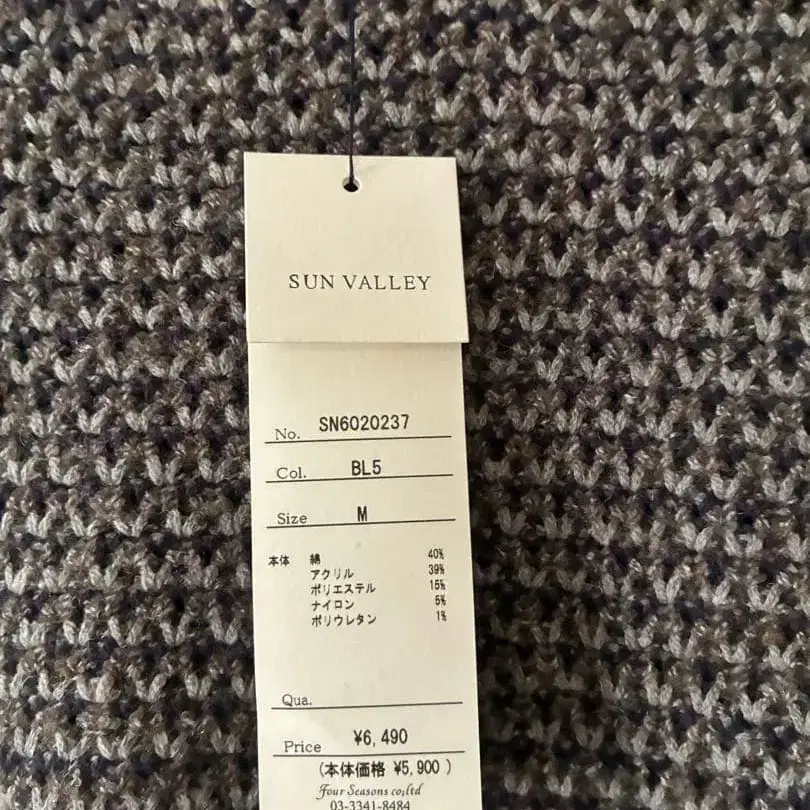 SUN VALLEY
No. SN6020237
Col. BL5
Size M
本体 綿 40%
アクリル 39%
ポリエステル 15%
ナイロン 5%
ポリウレタン 1%
Qua.
Price ¥6,490
(本体価格 ¥5,900 )
Four Seasons co;ltd
03-3341-8484